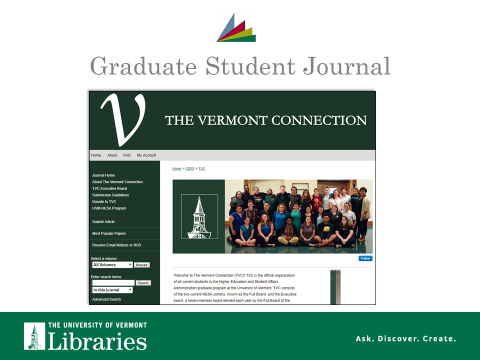 Graduate Student Journal
V
THE VERMONT CONNECTION
Home About FAQ My Account
Home > CESS > TVC
Journal Home
About The Vermont Connection
TVC Executive Board
Submission Guidelines
Donate to TVC
UVM HESA Program
Submit Article
Most Popular Papers
Receive Email Notices or RSS
Select a volume:
All Volumes
Browse
Enter search terms:
Search
in this journal
Advanced Search
Follow
Welcome to The Vermont Connection (TVC)! TVC is the official organization
of all current students in the Higher Education and Student Affairs
Administration graduate program at the University of Vermont. TVC consists
of the two current HESA cohorts, known as the Full Board, and the Executive
Board, a seven member board elected each year by the Full Board of the
THE UNIVERSITY OF VERMONT
Libraries
Ask. Discover. Create.